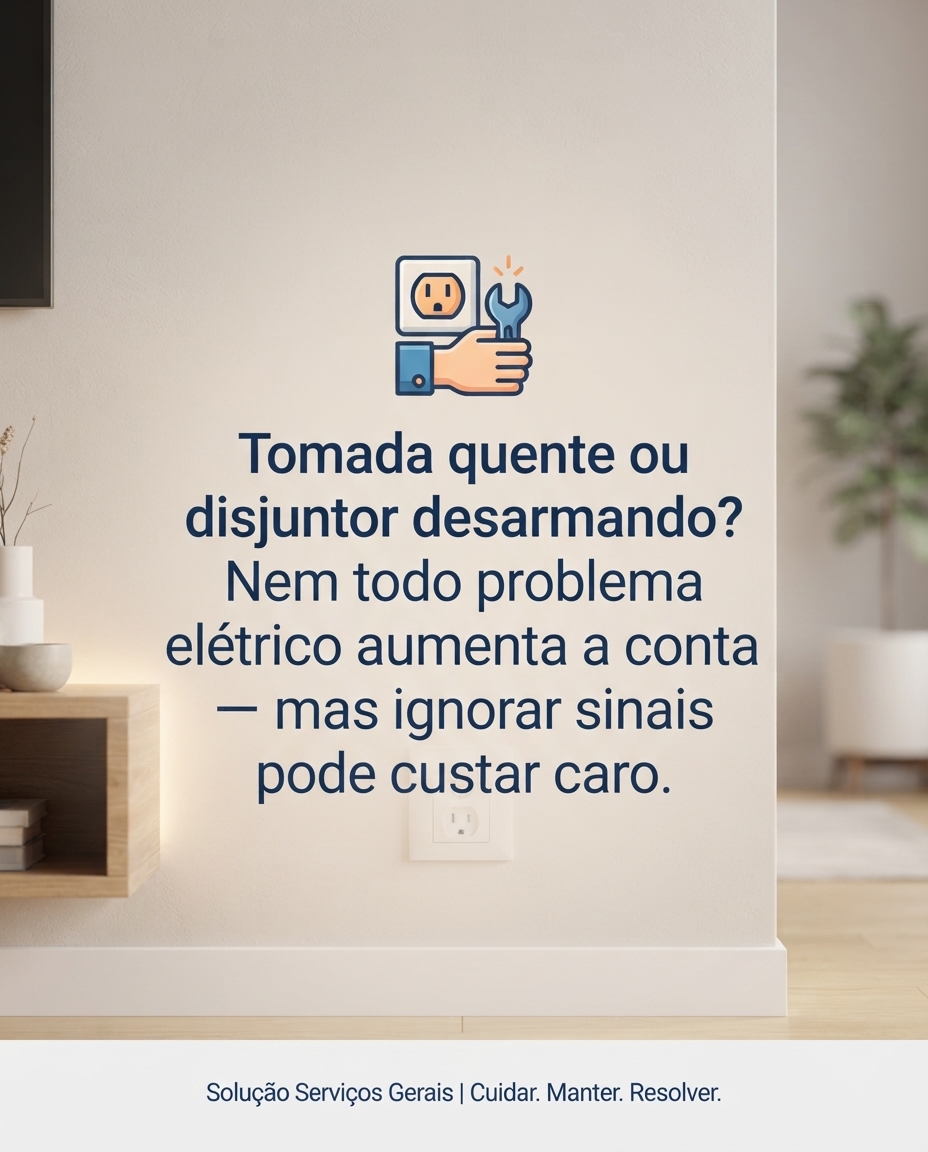 Tomada quente ou
disjuntor desarmando?
Nem todo problema
elétrico aumenta a conta
— mas ignorar sinais
pode custar caro.
Solução Serviços Gerais | Cuidar. Manter. Resolver.